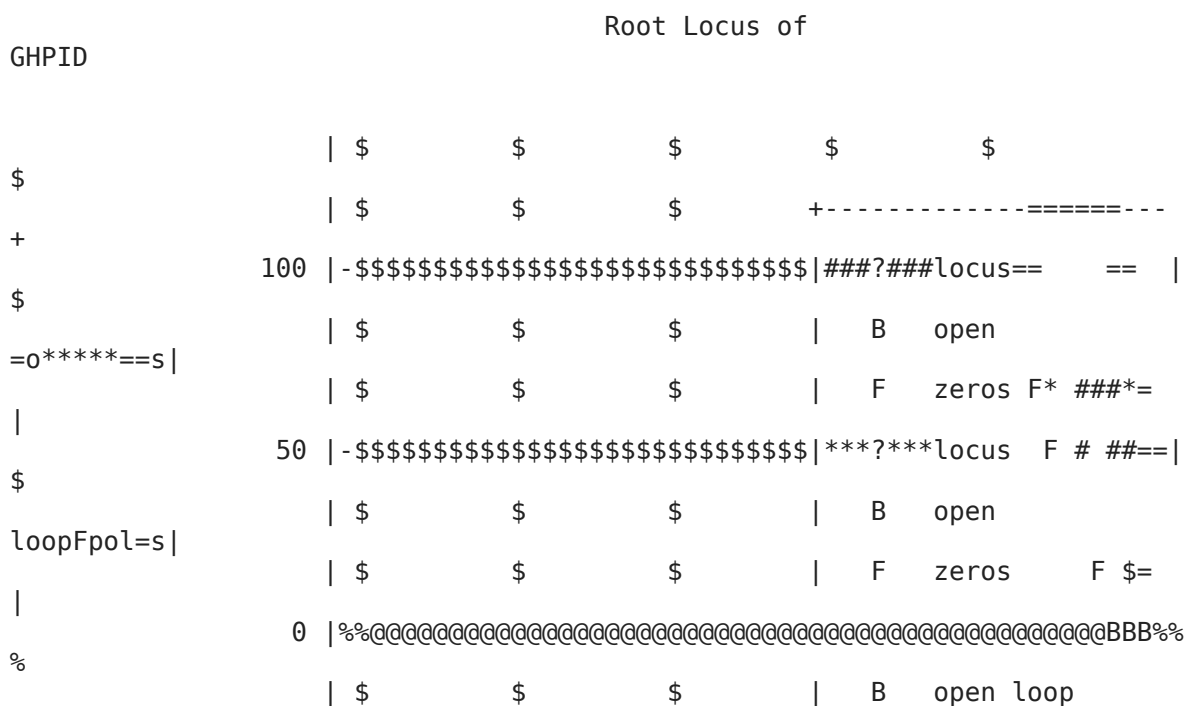 Root Locus of
GHPID
| $         $         $         $         $
$
| $         $         $        +-------------======---
+
100 |-$$$$$$$$$$$$$$$$$$$$$$$$$$$$$|###?###locus==    ==  |
$
| $         $         $        |   B   open
=o*****==s|
| $         $         $        |   F   zeros F* ###*=
|
50 |-$$$$$$$$$$$$$$$$$$$$$$$$$$$$$|***?***locus  F # ##==|
$
| $         $         $        |   B   open
loopFpol=s|
| $         $         $        |   F   zeros     F $=
|
0 |%%@@@@@@@@@@@@@@@@@@@@@@@@@@@@@@@@@@@@@@@@@@@@@@@BBB%%
%
| $         $         $        |   B   open loop